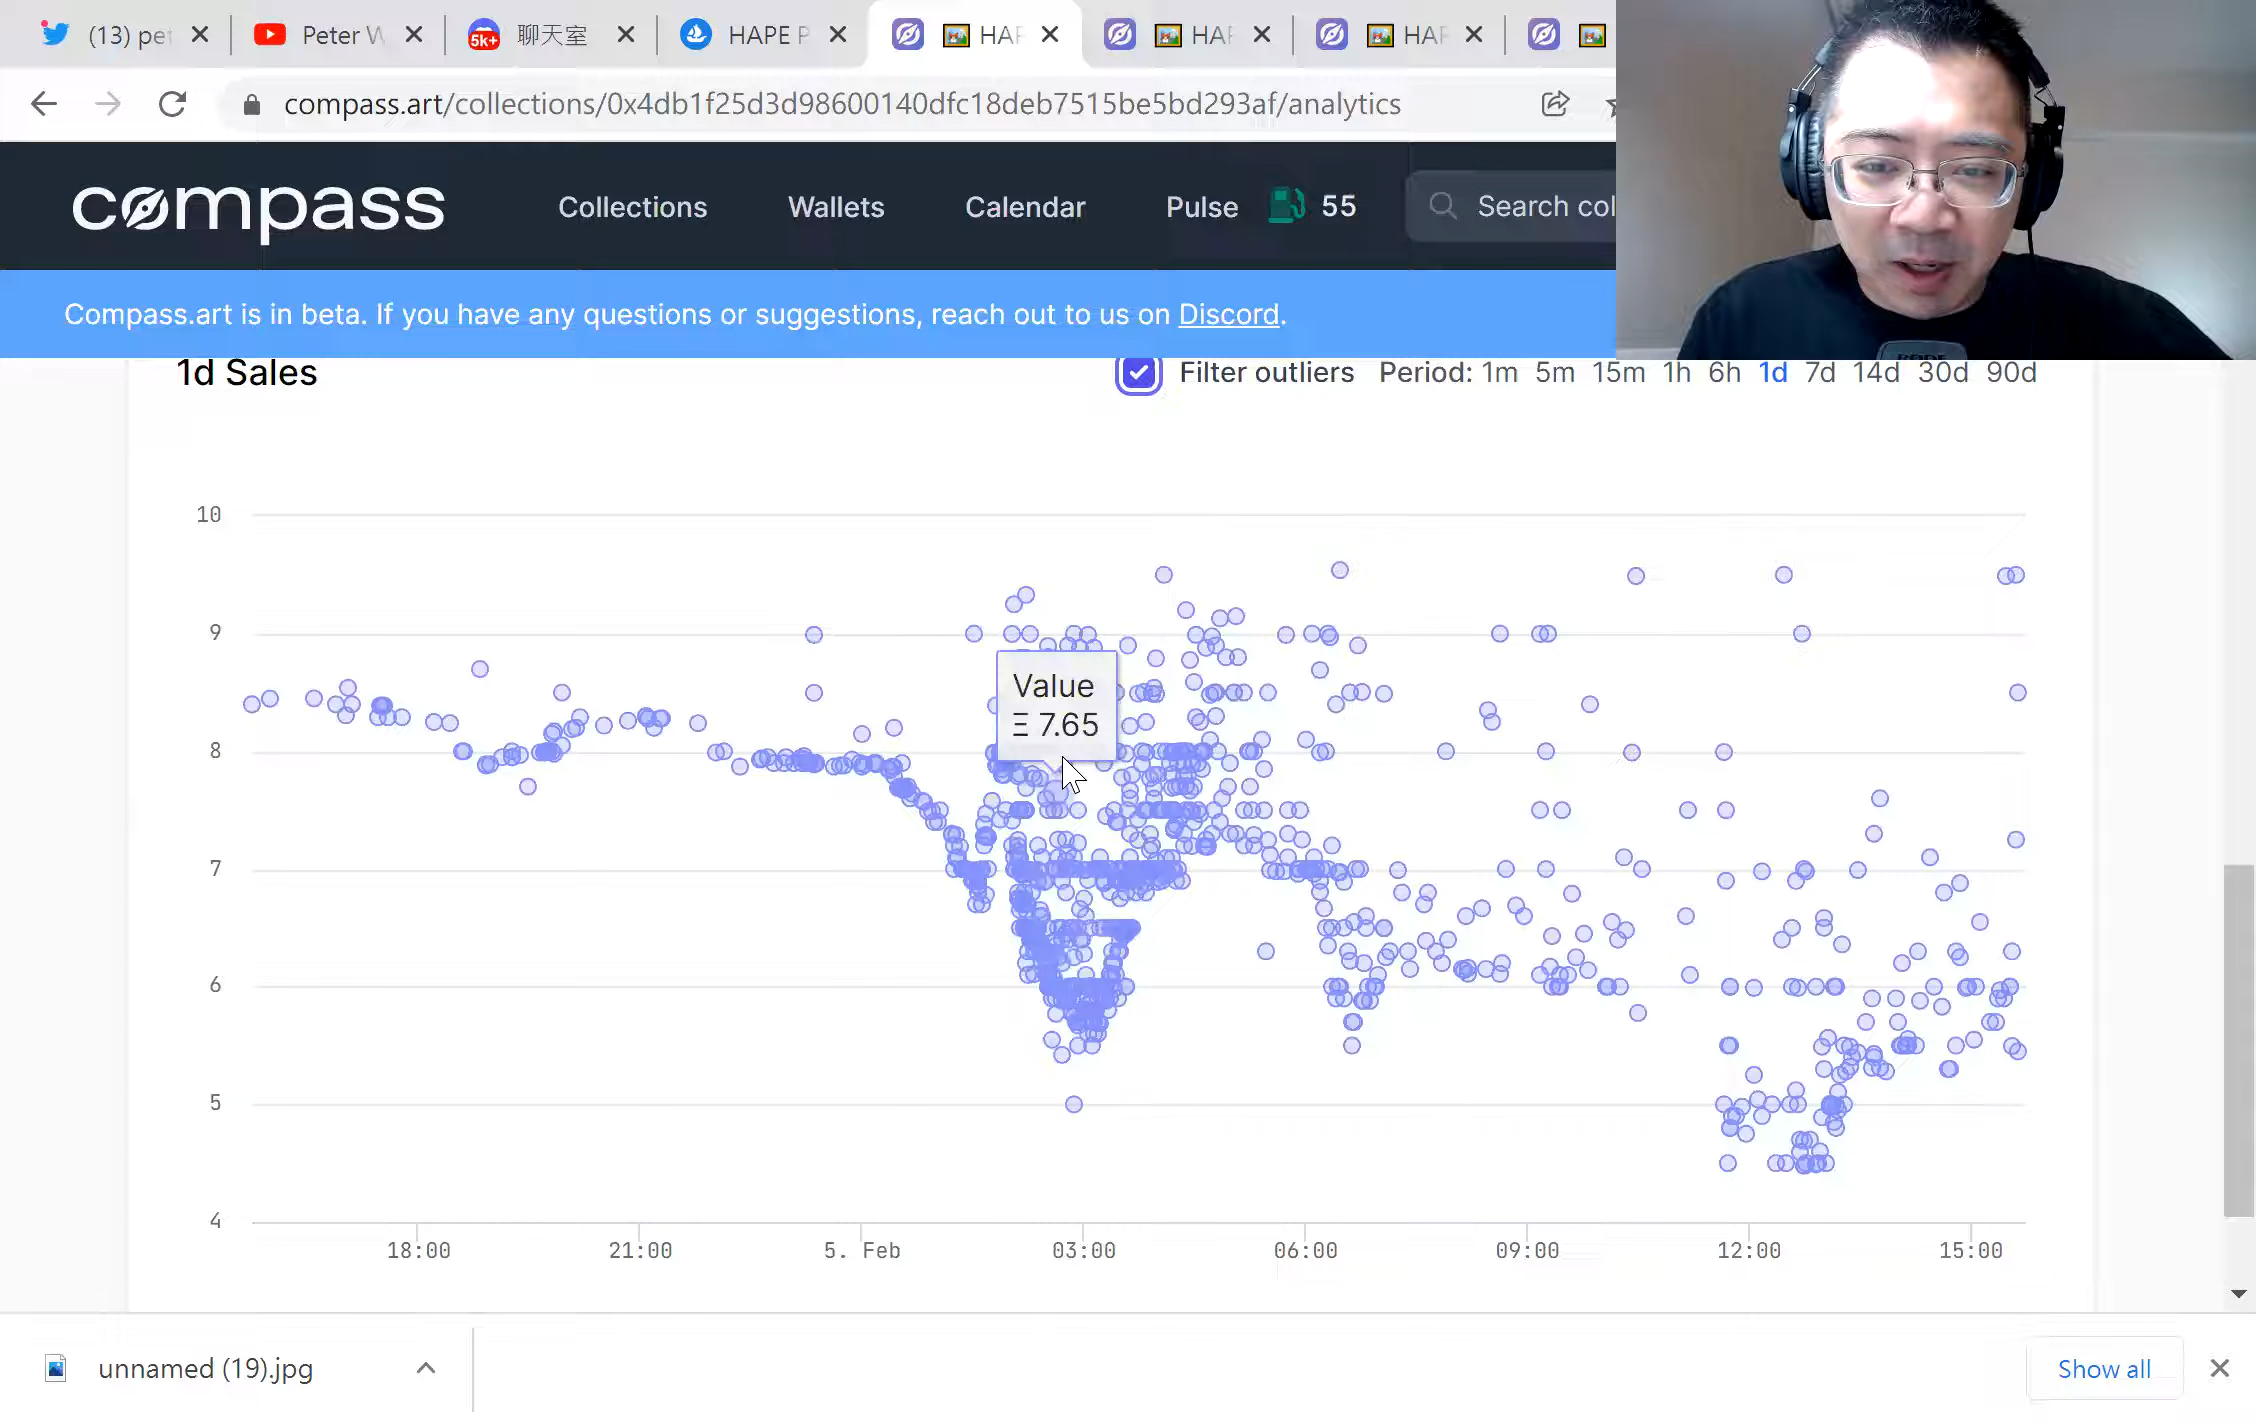 (13) pe
Peter W
5k+
聊天室
HAPE P
HA
HA
HA
compass.art/collections/0x4db1f25d3d98600140dfc18deb7515be5bd293af/analytics
compass
Collections
Wallets
Calendar
Pulse
55
Search col
Compass.art is in beta. If you have any questions or suggestions, reach out to us on Discord.
1d Sales
Filter outliers
Period: 1m 5m 15m 1h 6h 1d 7d 14d 30d 90d
10
9
Value
Ξ 7.65
8
7
6
5
4
18:00 21:00 5. Feb 03:00 06:00 09:00 12:00 15:00
unnamed (19).jpg
Show all